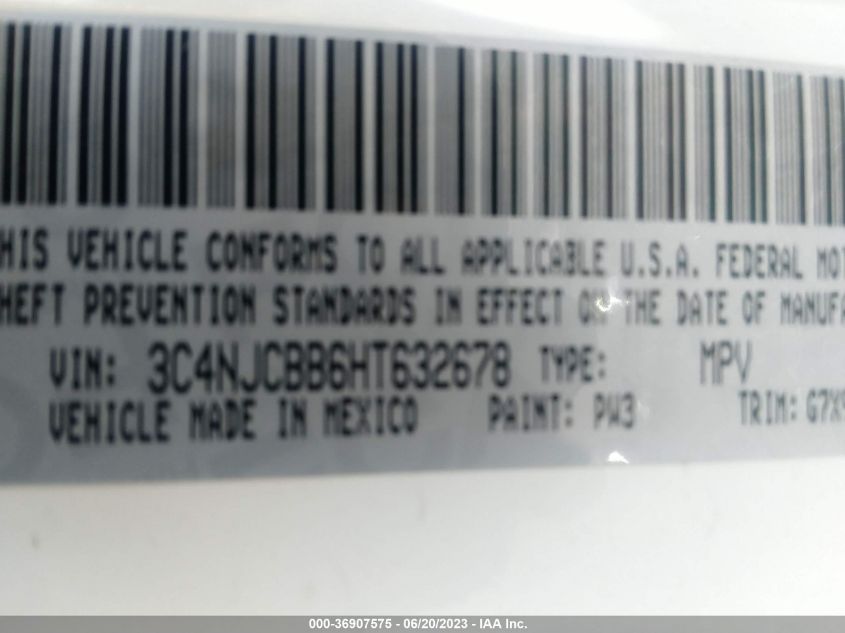 HIS VEHICLE CONFORMS TO ALL APPLICABLE U.S.A. FEDERAL MOT
HEFT PREVENTION STANDARDS IN EFFECT ON THE DATE OF MANUFA
VIN: 3C4NJCBB6HT632678 TYPE: MPV
VEHICLE MADE IN MEXICO PAINT: PW3 TRIM: G7X9
000-36907575 - 06/20/2023 - IAA Inc.